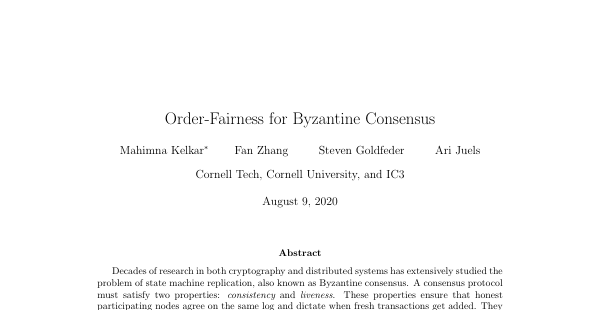 Order-Fairness for Byzantine Consensus
Mahimna Kelkar* Fan Zhang Steven Goldfeder Ari Juels
Cornell Tech, Cornell University, and IC3
August 9, 2020
Abstract
Decades of research in both cryptography and distributed systems has extensively studied the
problem of state machine replication, also known as Byzantine consensus. A consensus protocol
must satisfy two properties: consistency and liveness. These properties ensure that honest
participating nodes agree on the same log and dictate when fresh transactions get added. They